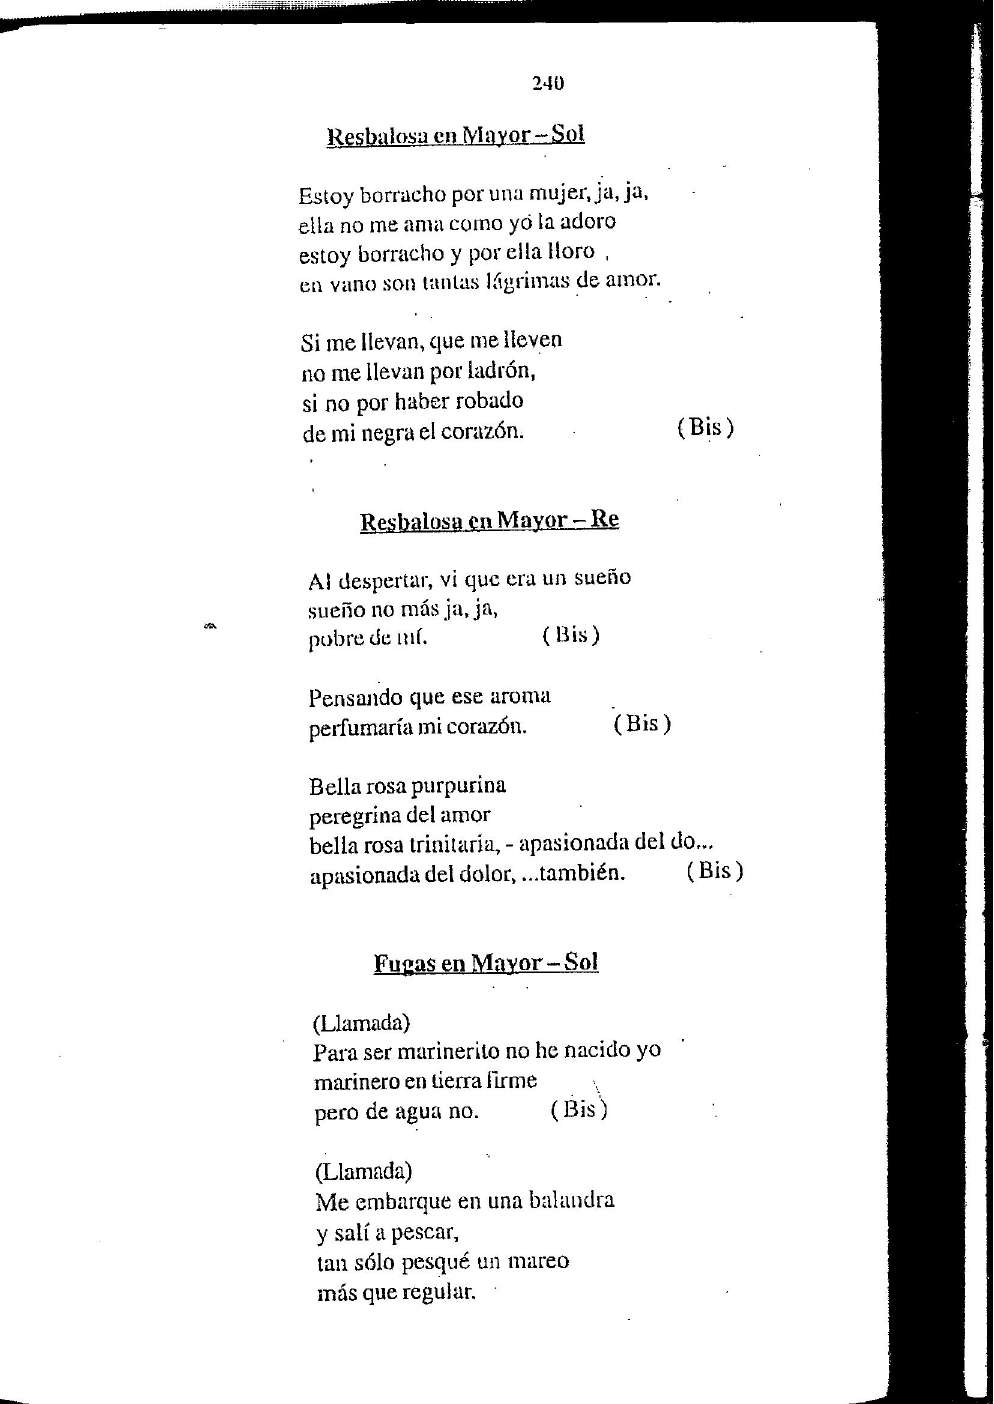 240
Resbalosa en Mayor – Sol
Estoy borracho por una mujer, ja, ja,
ella no me ama como yo la adoro
estoy borracho y por ella lloro ,
en vano son tantas lágrimas de amor.
Si me llevan, que me lleven
no me llevan por ladrón,
si no por haber robado
de mi negra el corazón. (Bis)
Resbalosa en Mayor – Re
Al despertar, vi que era un sueño
sueño no más ja, ja,
pobre de mí. (Bis)
Pensando que ese aroma
perfumaría mi corazón. (Bis)
Bella rosa purpurina
peregrina del amor
bella rosa trinitaria, - apasionada del do...
apasionada del dolor, ...también. (Bis)
Fugas en Mayor – Sol
(Llamada)
Para ser marinerito no he nacido yo
marinero en tierra firme
pero de agua no. (Bis)
(Llamada)
Me embarque en una balandra
y salí a pescar,
tan sólo pesqué un mareo
más que regular.